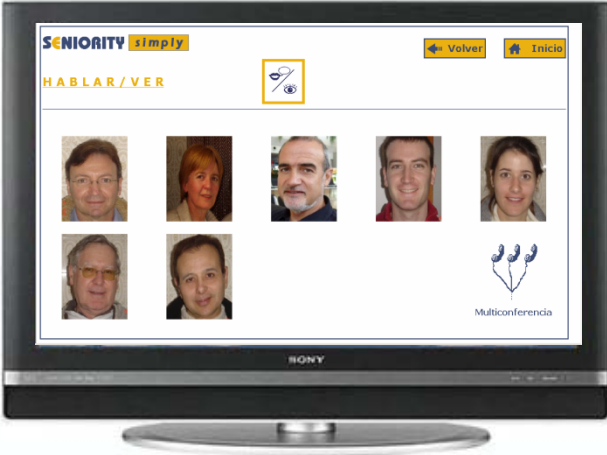 SENIORITY simply
Volver
Inicio
HABLAR/VER
Multiconferencia
SONY